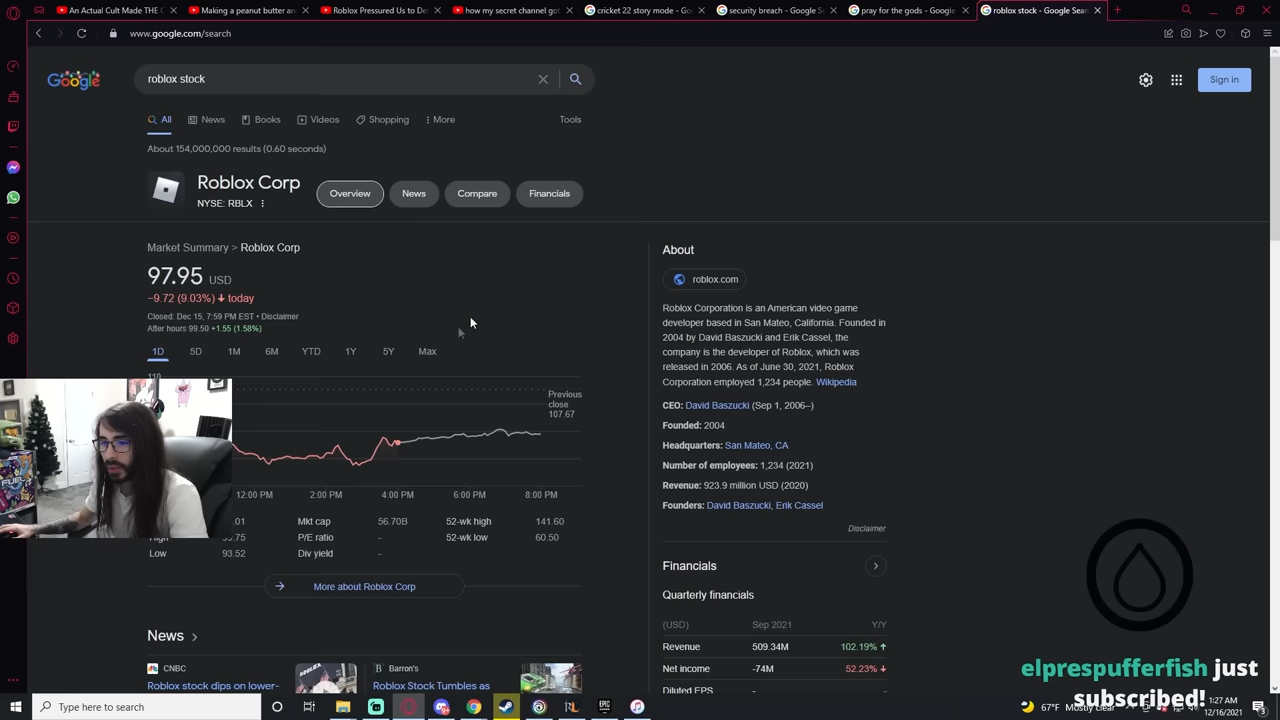 An Actual Cult Made THE C
Making a peanut butter an
Roblox Pressured Us to De
how my secret channel got
cricket 22 story mode - Go
security breach - Google S
pray for the gods - Google
roblox stock - Google Sear
www.google.com/search
Google
roblox stock
Sign in
All
News
Books
Videos
Shopping
More
Tools
About 154,000,000 results (0.60 seconds)
Roblox Corp
NYSE: RBLX
Overview
News
Compare
Financials
Market Summary > Roblox Corp
97.95 USD
−9.72 (9.03%) today
Closed: Dec 15, 7:59 PM EST • Disclaimer
After hours 99.50 +1.55 (1.58%)
1D
5D
1M
6M
YTD
1Y
5Y
Max
110
Previous
close
107.67
12:00 PM
2:00 PM
4:00 PM
6:00 PM
8:00 PM
.01
Mkt cap
56.70B
52-wk high
141.60
P/E ratio
-
52-wk low
60.50
Low
93.52
Div yield
-
More about Roblox Corp
News
CNBC
Roblox stock dips on lower-
Barron's
Roblox Stock Tumbles as
About
roblox.com
Roblox Corporation is an American video game
developer based in San Mateo, California. Founded in
2004 by David Baszucki and Erik Cassel, the
company is the developer of Roblox, which was
released in 2006. As of June 30, 2021, Roblox
Corporation employed 1,234 people. Wikipedia
CEO: David Baszucki (Sep 1, 2006–)
Founded: 2004
Headquarters: San Mateo, CA
Number of employees: 1,234 (2021)
Revenue: 923.9 million USD (2020)
Founders: David Baszucki, Erik Cassel
Disclaimer
Financials
Quarterly financials
(USD)
Sep 2021
Y/Y
Revenue
509.34M
102.19%
Net income
-74M
52.23%
Diluted EPS
-
-
elprespufferfish just
subscribed!
Type here to search
67°F Mostly clear
1:27 AM
12/16/2021